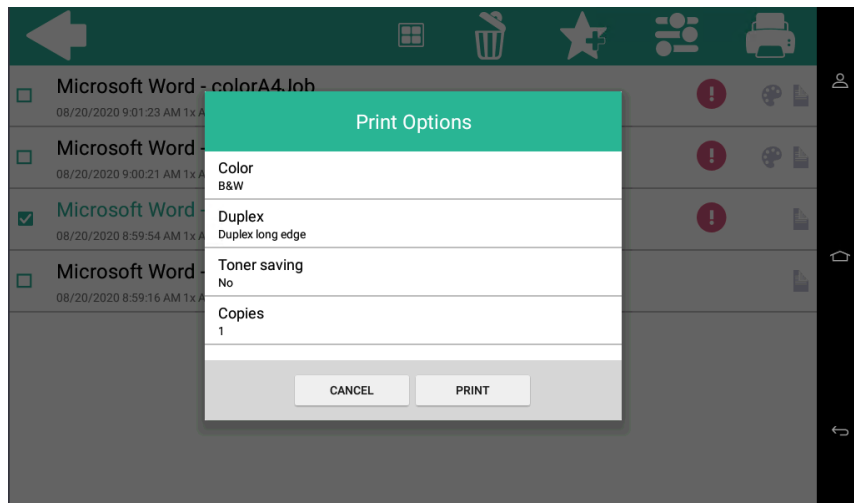 Microsoft Word - colorA4Job
08/20/2020 9:01:23 AM 1x A
Microsoft Word -
08/20/2020 9:00:21 AM 1x A
Microsoft Word -
08/20/2020 8:59:54 AM 1x A
Microsoft Word -
08/20/2020 8:59:16 AM 1x A
Print Options
Color
B&W
Duplex
Duplex long edge
Toner saving
No
Copies
1
CANCEL PRINT